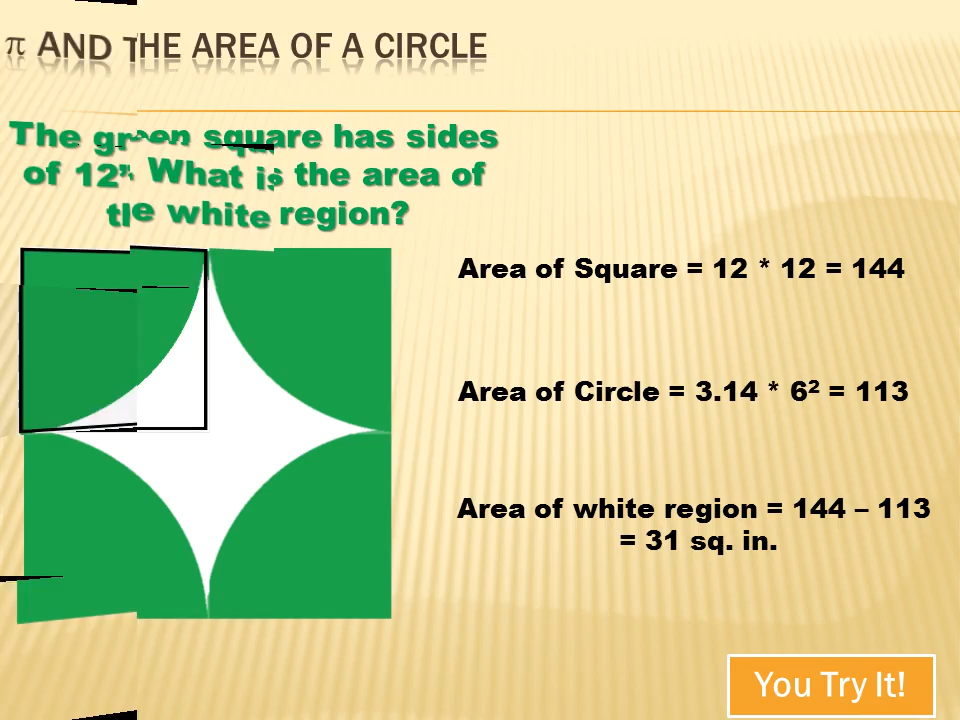 π AND THE AREA OF A CIRCLE
The green square has sides
of 12”. What is the area of
the white region?
Area of Square = 12 * 12 = 144
Area of Circle = 3.14 * 6² = 113
Area of white region = 144 – 113
= 31 sq. in.
You Try It!